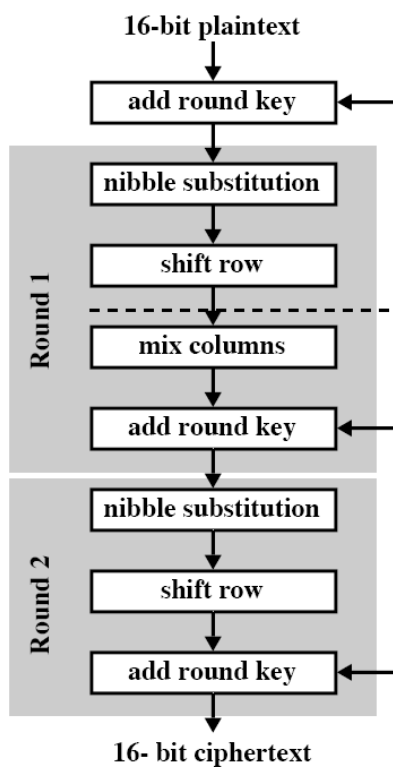 16-bit plaintext
add round key
nibble substitution
shift row
mix columns
add round key
Round 1
nibble substitution
shift row
add round key
Round 2
16- bit ciphertext